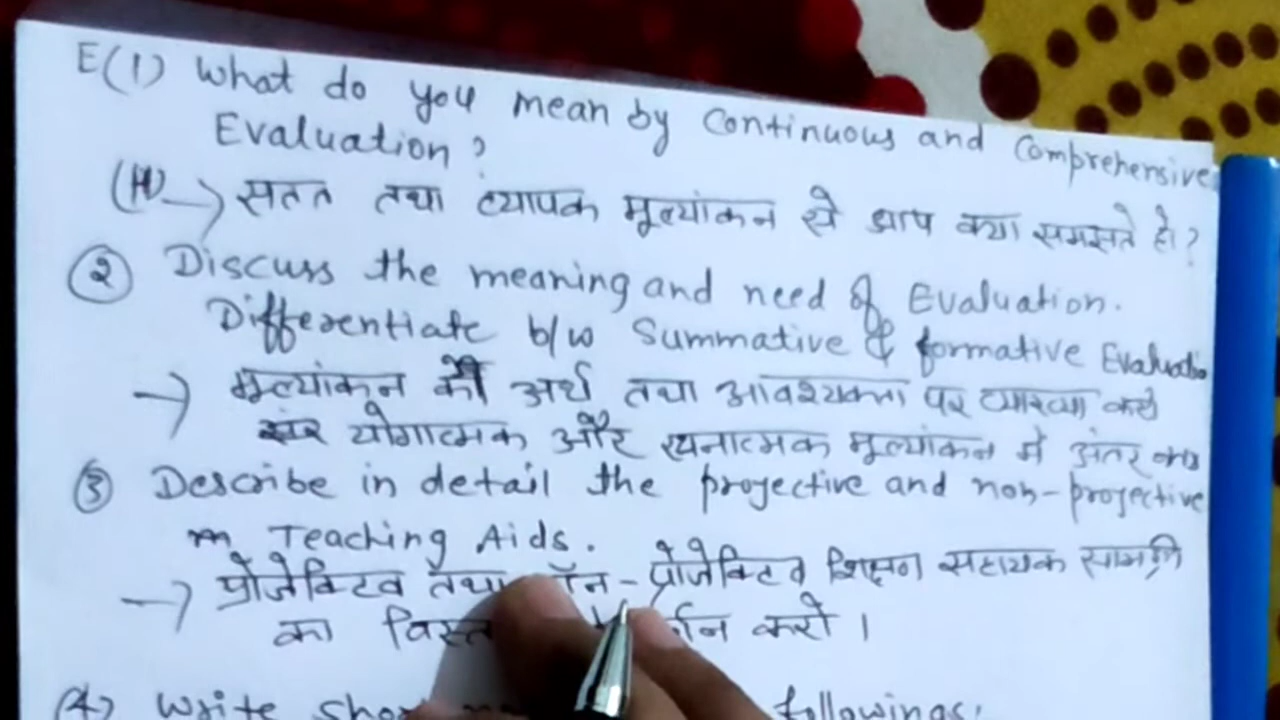 E(1) What do you mean by Continuous and Comprehensive
Evaluation?
(H) → सतत तथा व्यापक मूल्यांकन से आप क्या समझते हो?
② Discuss the meaning and need of Evaluation.
Differentiate b/w Summative & formative Evaluatio
→ मूल्यांकन की अर्थ तथा आवश्यकता पर व्याख्या करो
योगात्मक और रचनात्मक मूल्यांकन में अंतर
③ Describe in detail the projective and non-projective
Teaching Aids.
→ प्रोजेक्टिव तथा नॉन-प्रोजेक्टिव शिक्षण सहायक सामग्री
का करो ।
(4) Write followings: